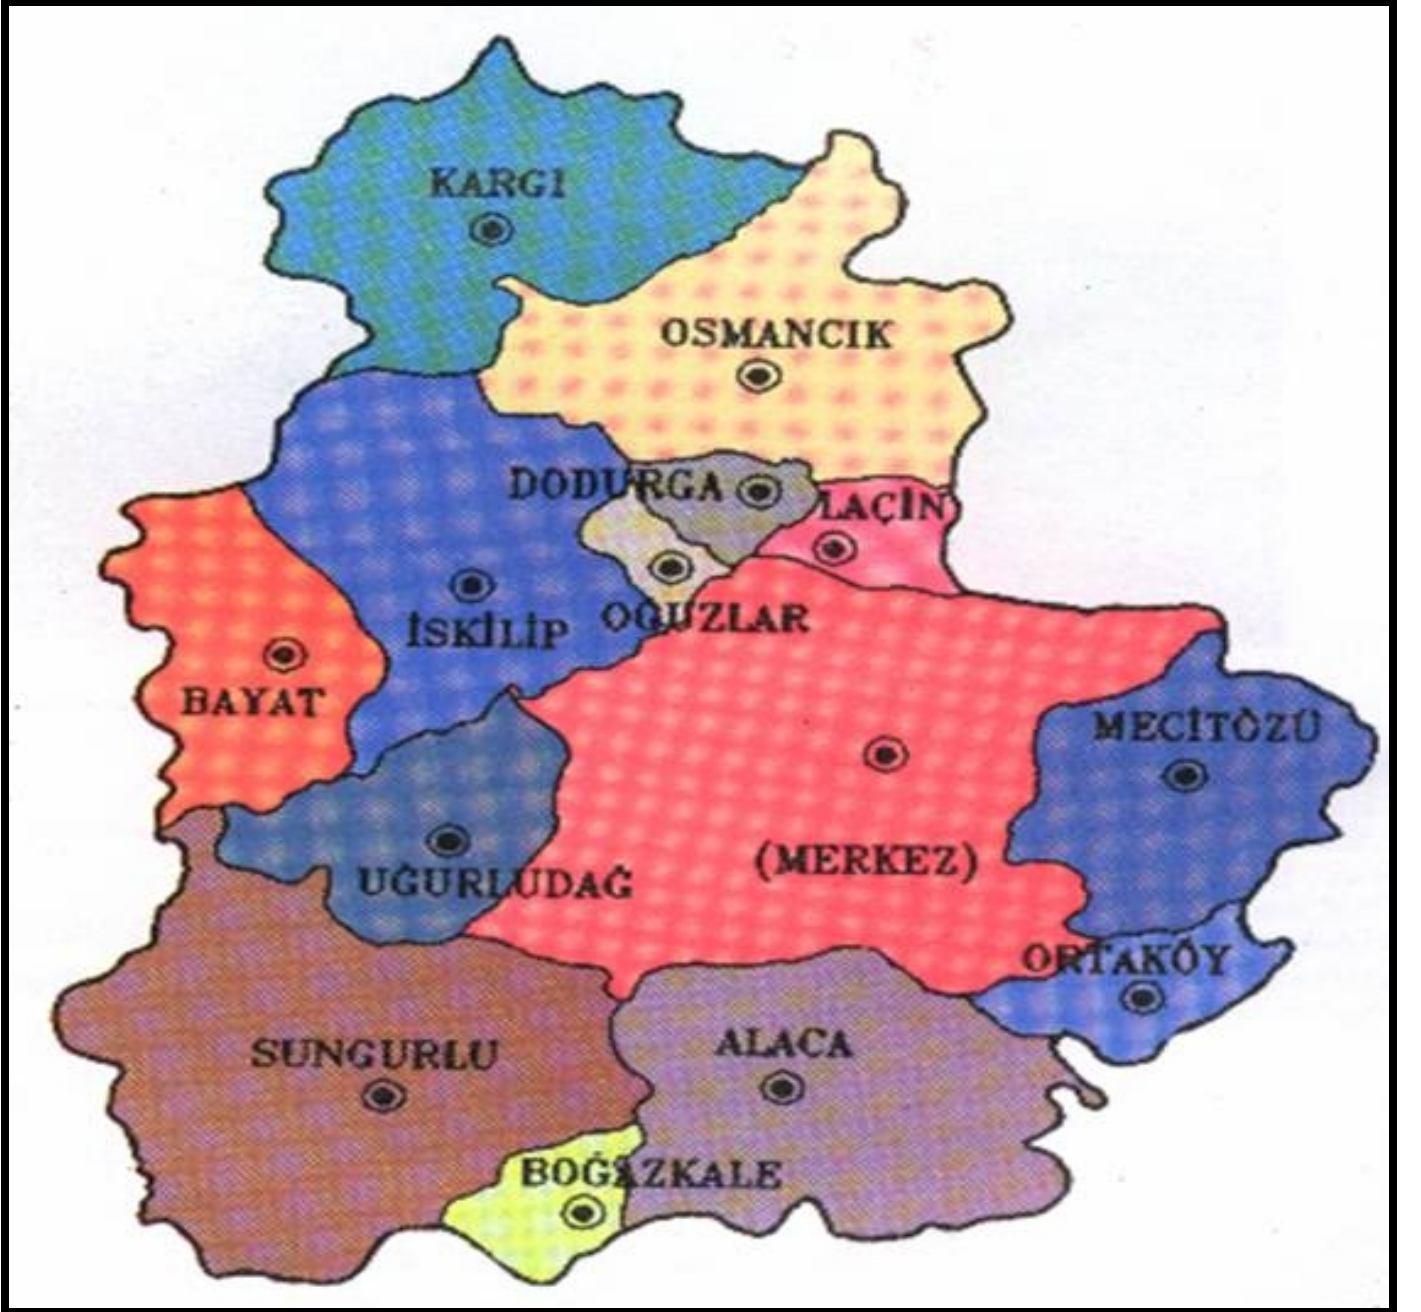 KARGI
OSMANCIK
DODURGA
LAÇİN
OĞUZLAR
İSKİLİP
BAYAT
MECİTÖZÜ
(MERKEZ)
UĞURLUDAĞ
ORTAKÖY
SUNGURLU
ALACA
BOĞAZKALE